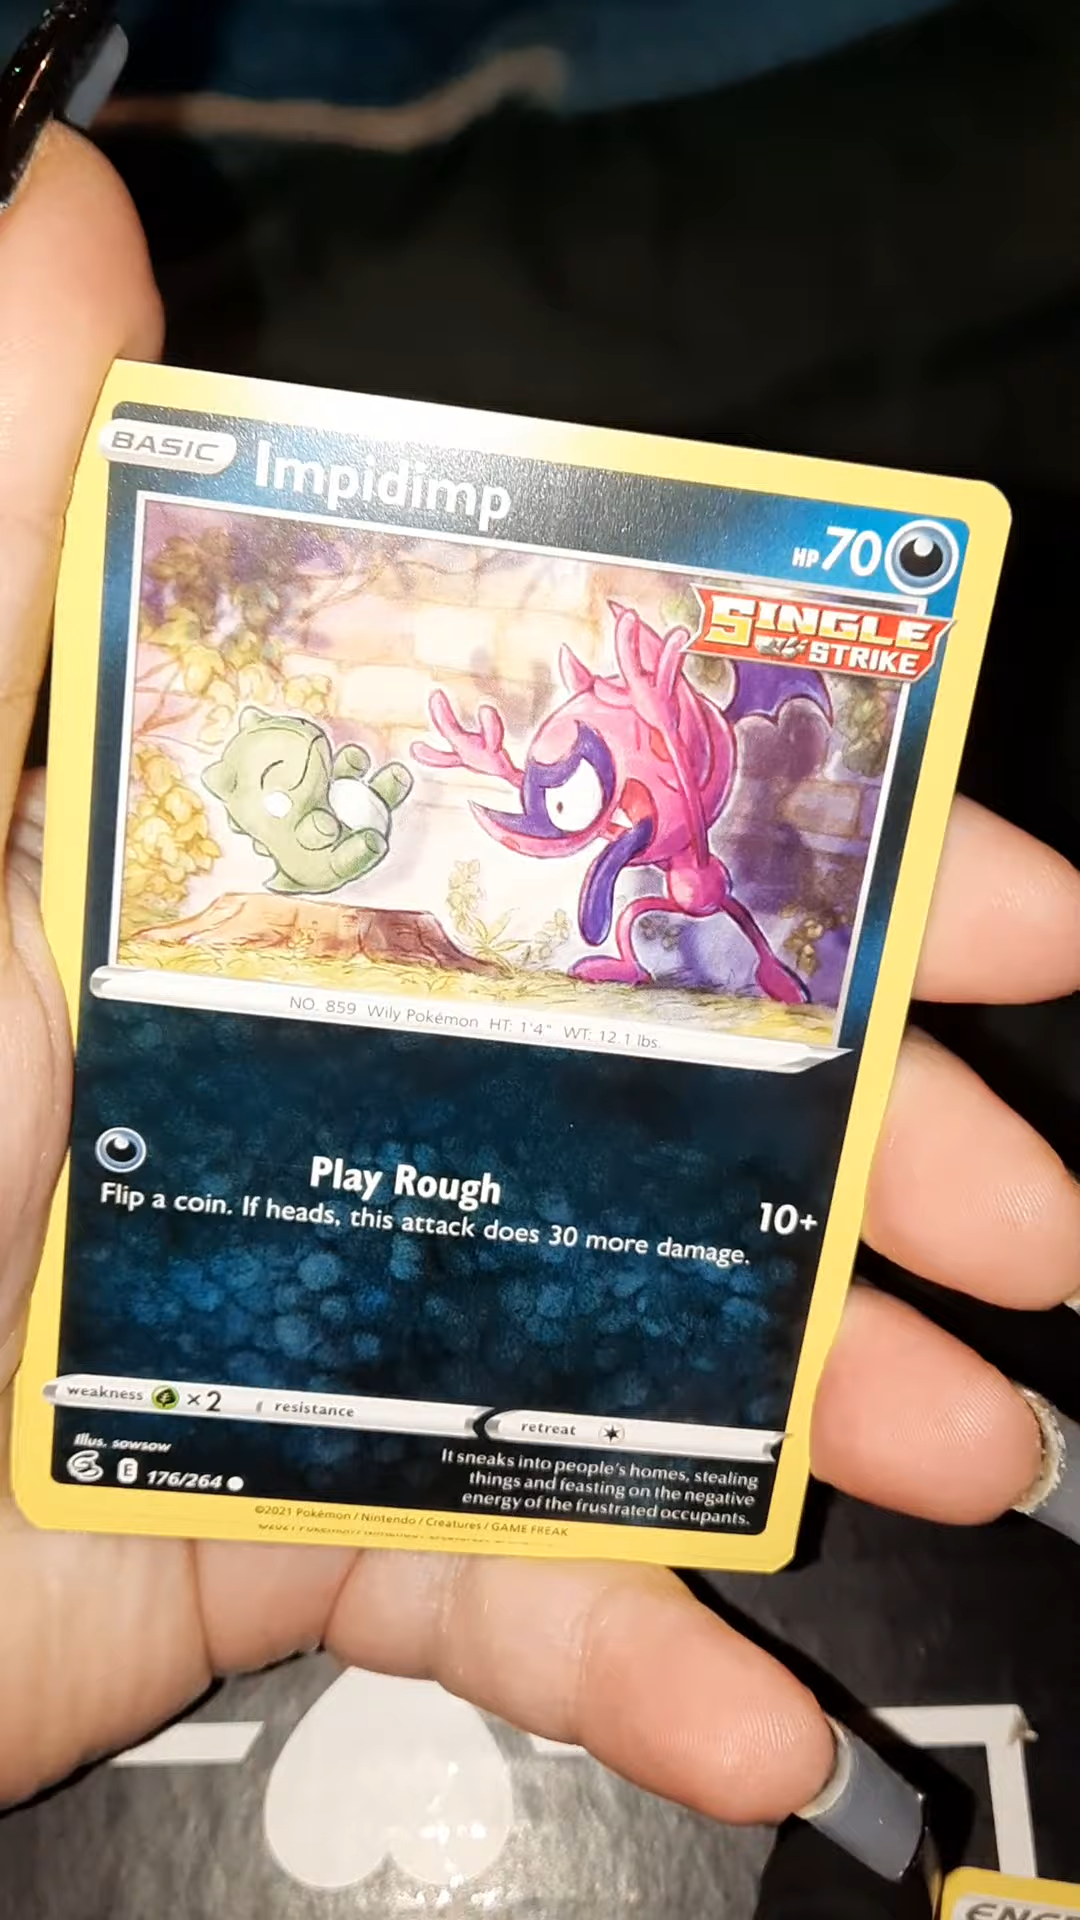 BASIC
Impidimp
HP 70
SINGLE
STRIKE
NO. 859 Wily Pokémon HT: 1'4" WT: 12.1 lbs.
Play Rough
10+
Flip a coin. If heads, this attack does 30 more damage.
weakness ×2 resistance
retreat
Illus. sowsow
E 176/264
It sneaks into people's homes, stealing
things and feasting on the negative
energy of the frustrated occupants.
©2021 Pokémon / Nintendo / Creatures / GAME FREAK